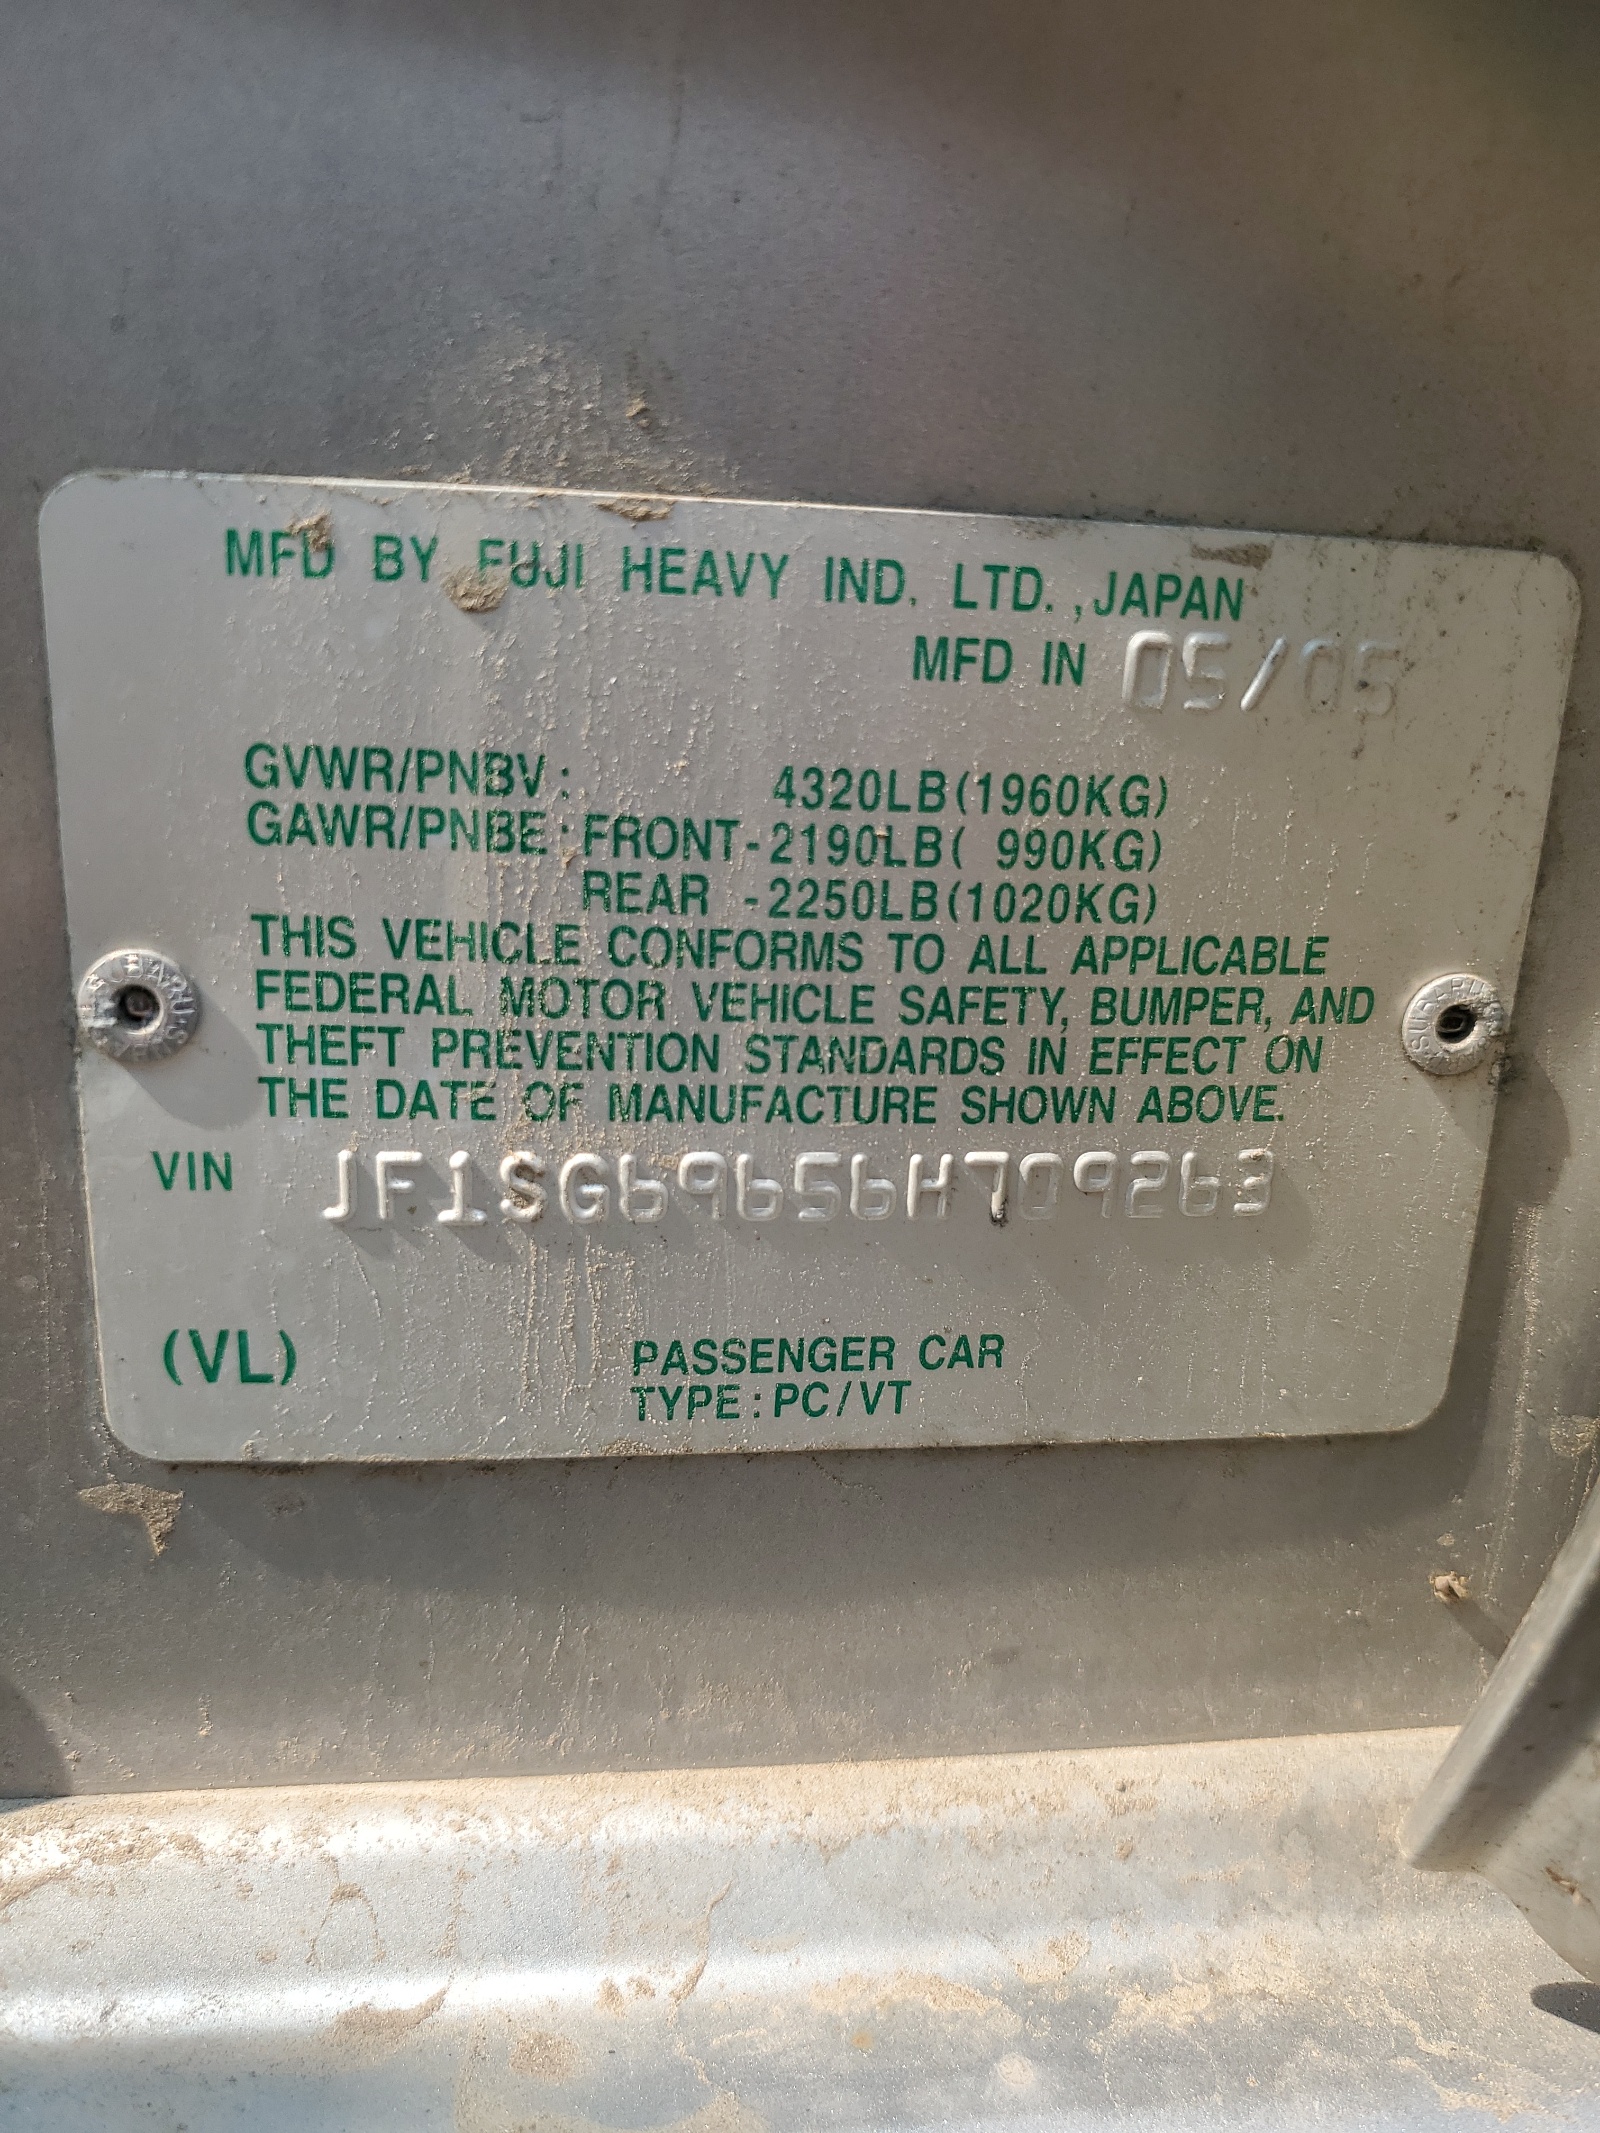 MFD BY FUJI HEAVY IND. LTD.,JAPAN
MFD IN 05/05
GVWR/PNBV: 4320LB(1960KG)
GAWR/PNBE:FRONT-2190LB( 990KG)
REAR -2250LB(1020KG)
THIS VEHICLE CONFORMS TO ALL APPLICABLE
FEDERAL MOTOR VEHICLE SAFETY, BUMPER, AND
THEFT PREVENTION STANDARDS IN EFFECT ON
THE DATE OF MANUFACTURE SHOWN ABOVE.
SUBARU SUBARU
VIN JF1SG69656H709263
(VL) PASSENGER CAR
TYPE:PC/VT